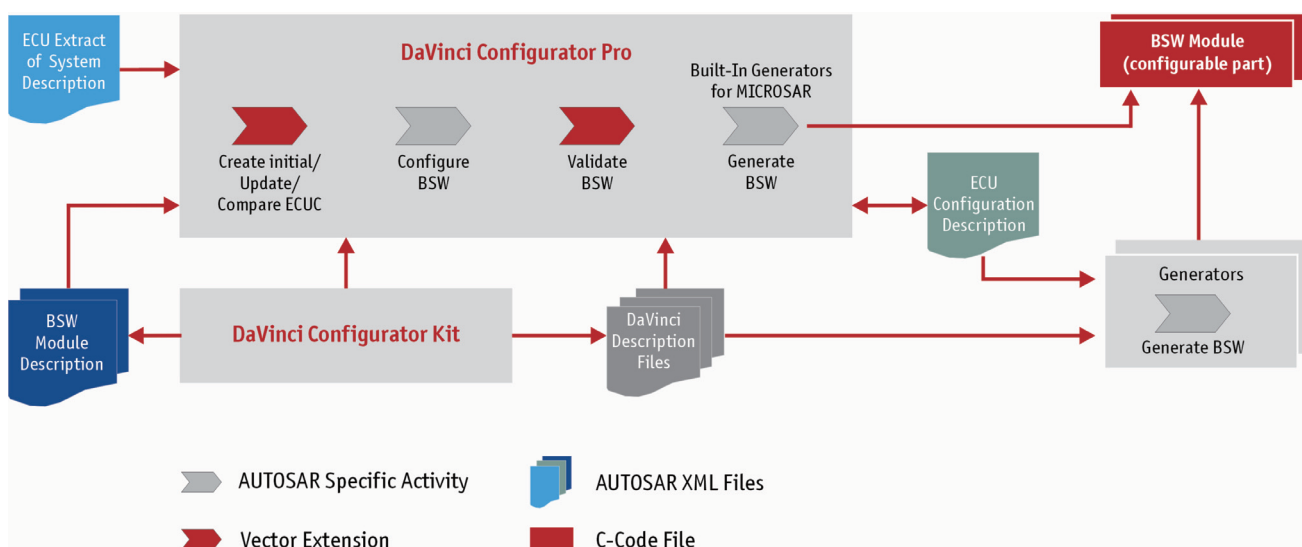 ECU Extract
of System
Description
DaVinci Configurator Pro
Built-In Generators
for MICROSAR
Create initial/
Update/
Compare ECUC
Configure
BSW
Validate
BSW
Generate
BSW
BSW Module
(configurable part)
ECU
Configuration
Description
BSW
Module
Description
DaVinci Configurator Kit
DaVinci
Description
Files
Generators
Generate BSW
AUTOSAR Specific Activity
AUTOSAR XML Files
Vector Extension
C-Code File